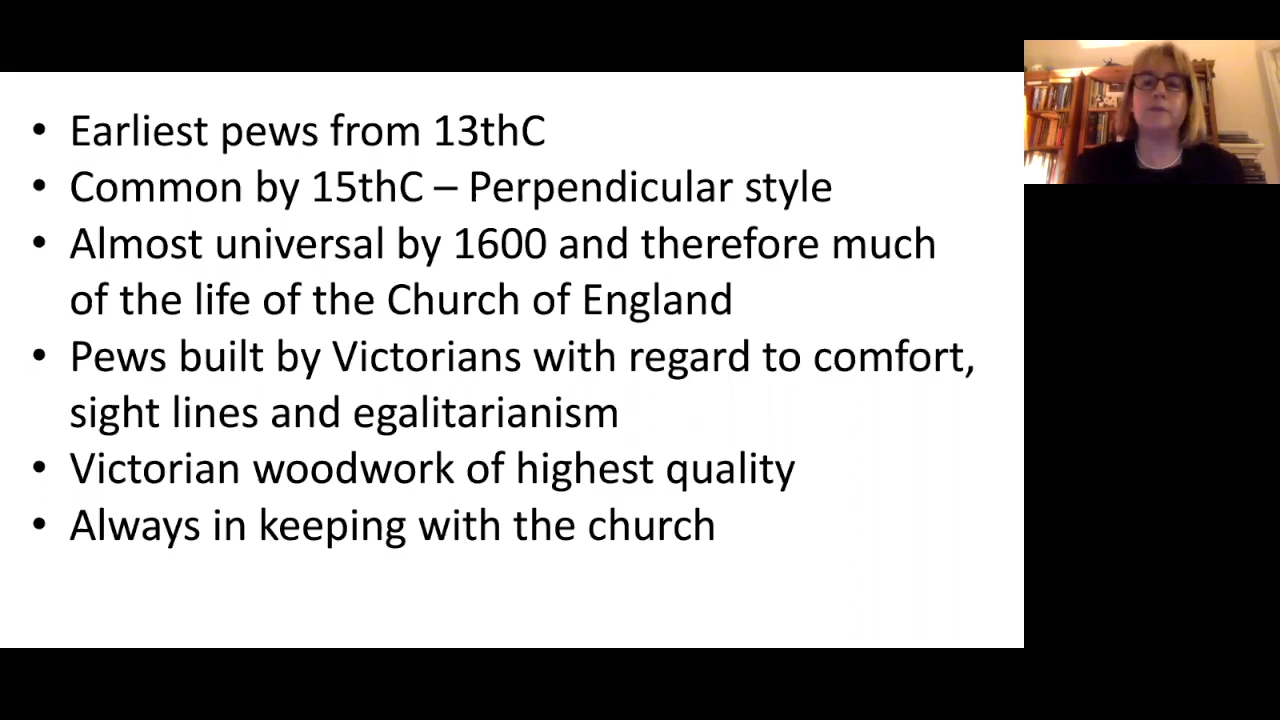 • Earliest pews from 13thC
• Common by 15thC – Perpendicular style
• Almost universal by 1600 and therefore much
of the life of the Church of England
• Pews built by Victorians with regard to comfort,
sight lines and egalitarianism
• Victorian woodwork of highest quality
• Always in keeping with the church